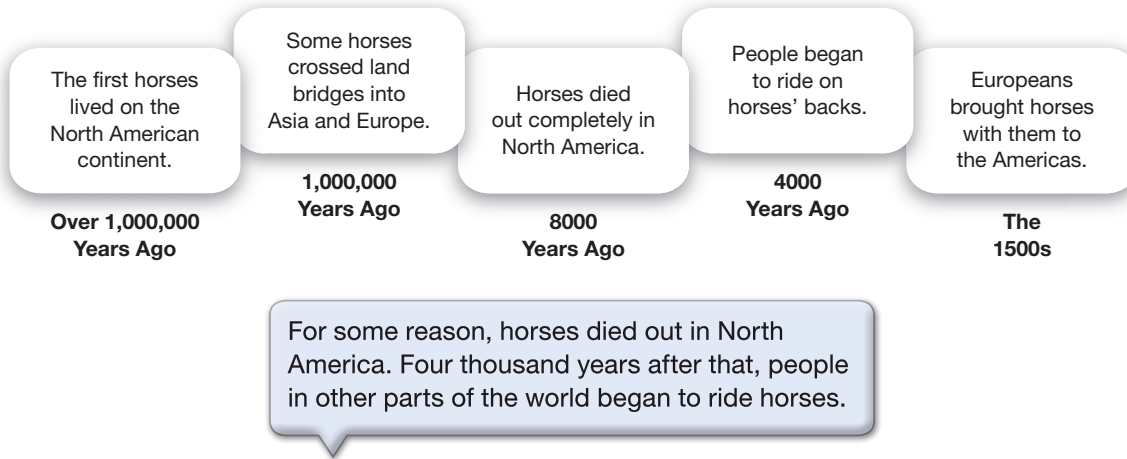 The first horses
lived on the
North American
continent.
Over 1,000,000
Years Ago
Some horses
crossed land
bridges into
Asia and Europe.
1,000,000
Years Ago
Horses died
out completely in
North America.
8000
Years Ago
People began
to ride on
horses’ backs.
4000
Years Ago
Europeans
brought horses
with them to
the Americas.
The
1500s
For some reason, horses died out in North
America. Four thousand years after that, people
in other parts of the world began to ride horses.